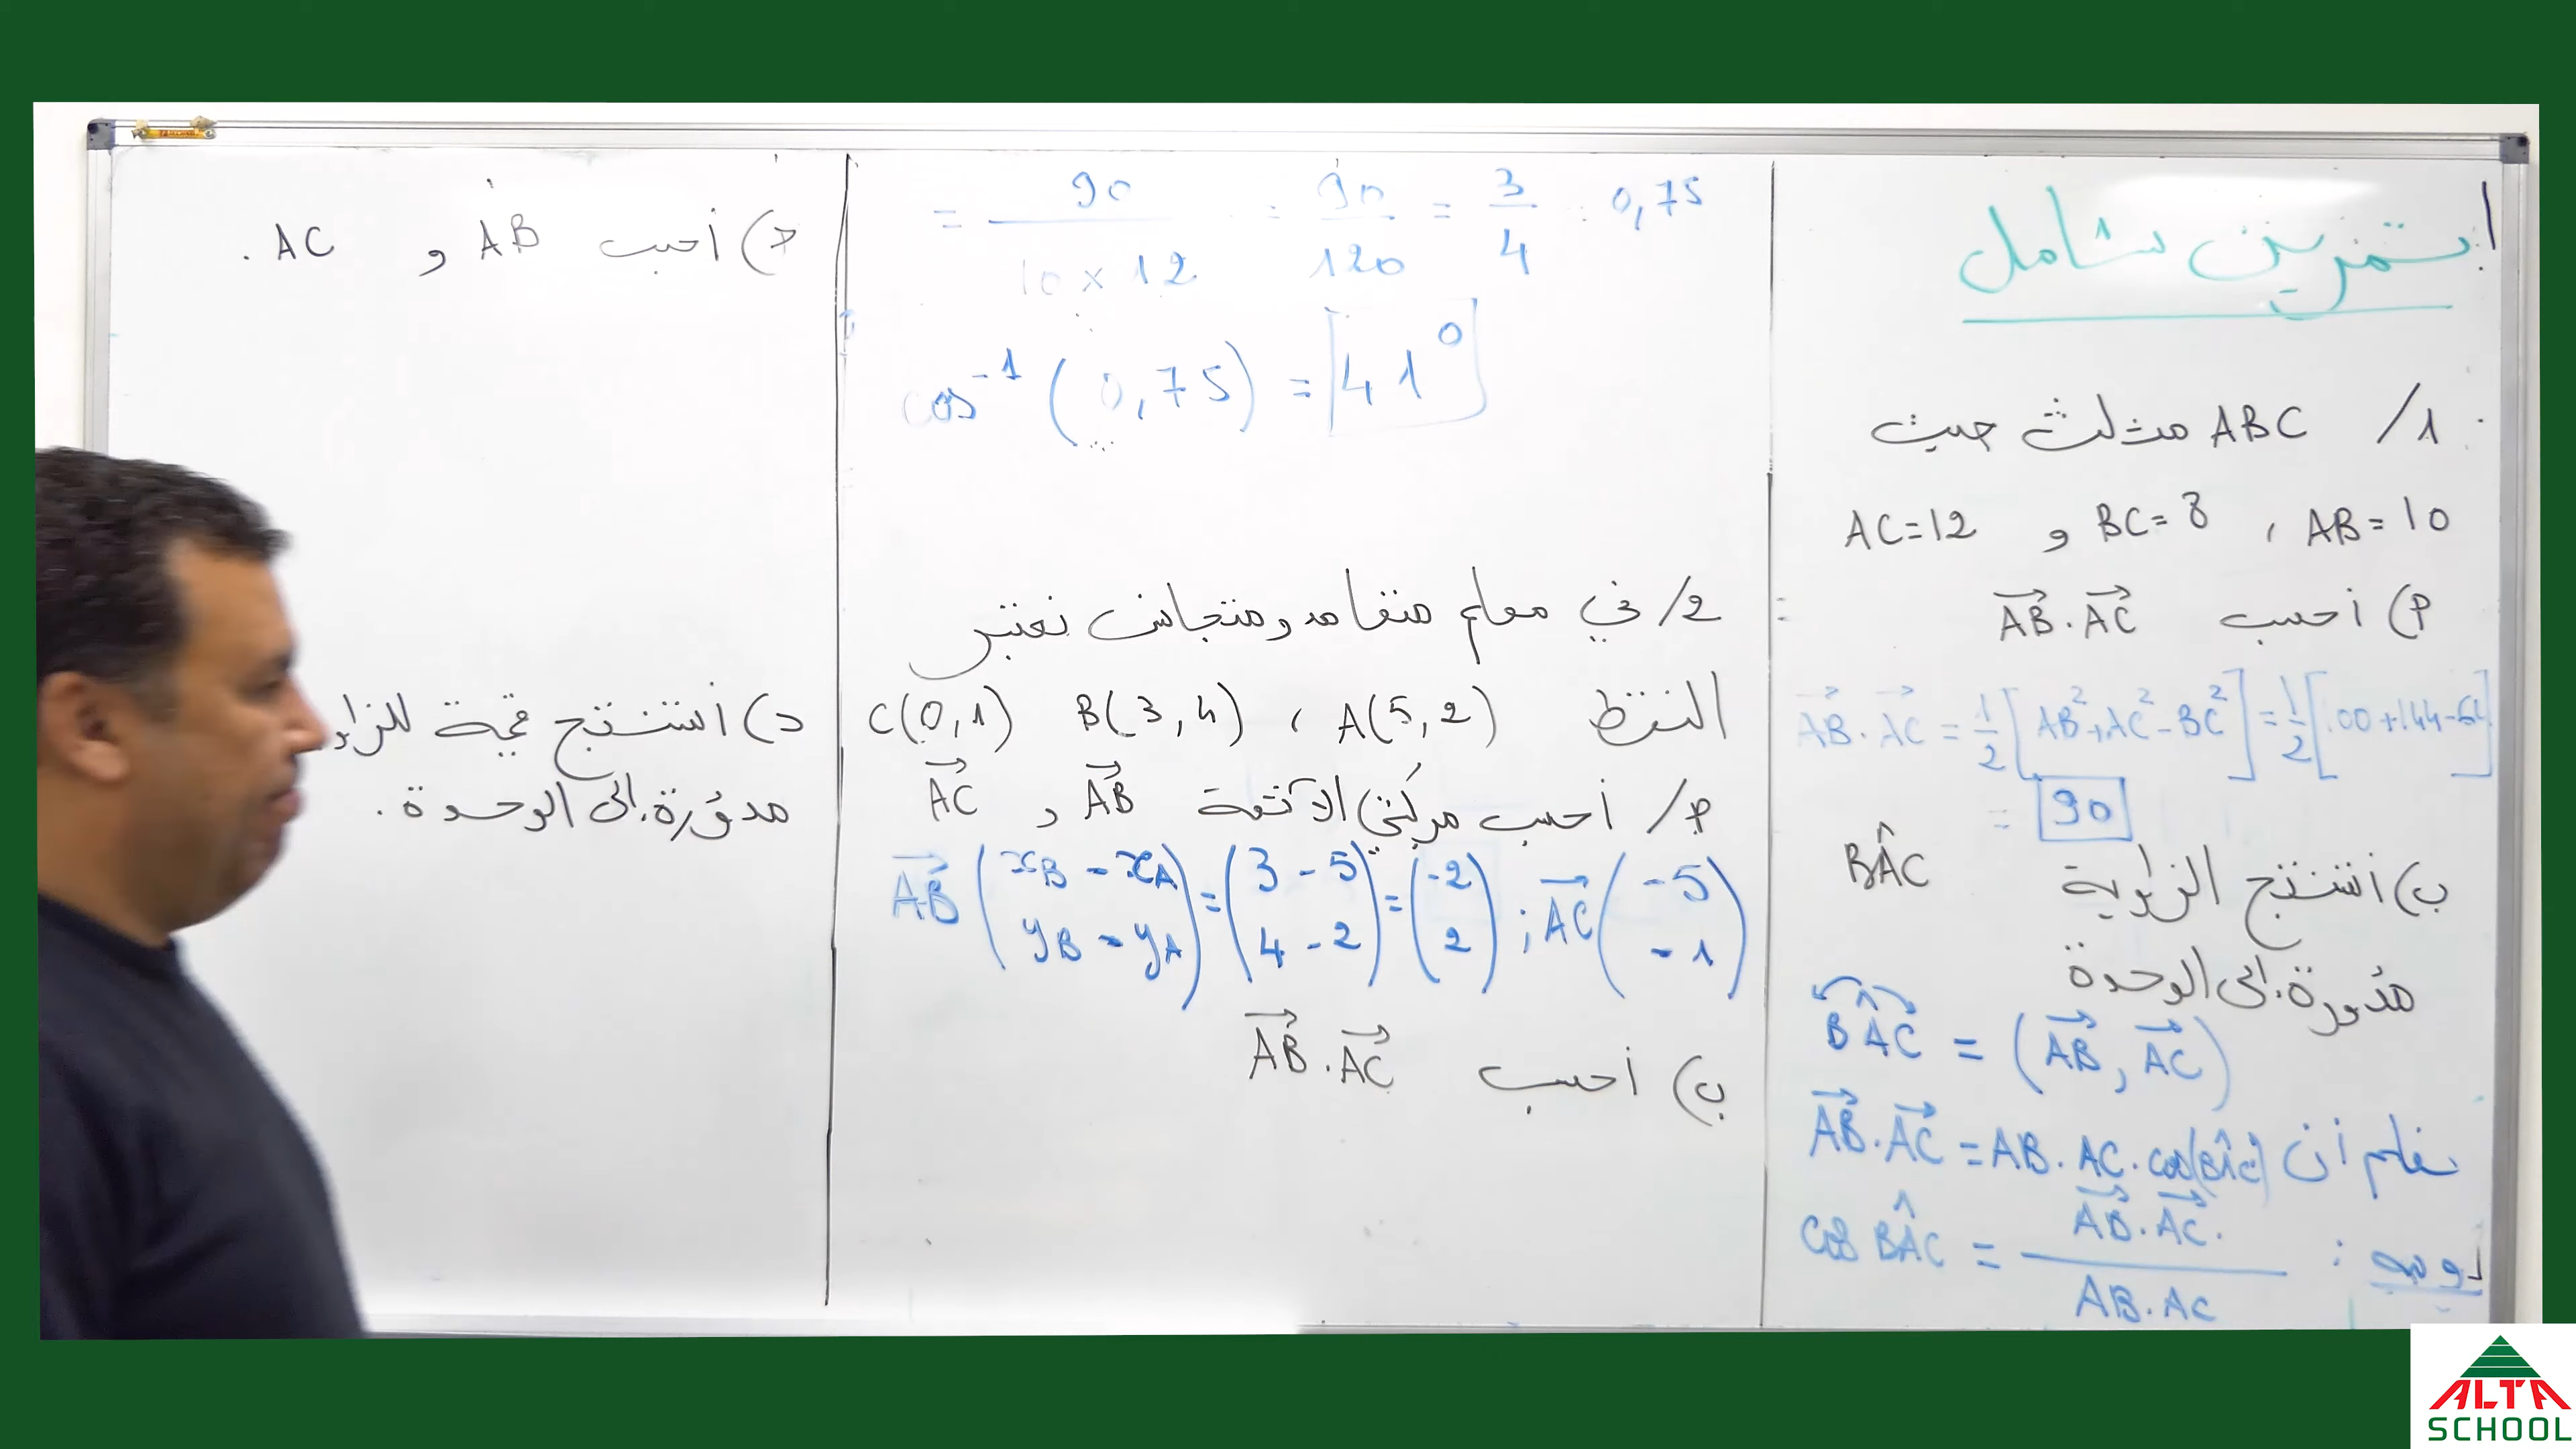 تمرين شامل
1/ ABC مثلث حيث
AB=10 ، BC=8 و AC=12
P) أحسب AB.AC
AB.AC = 1/2 [AB²+AC²-BC²] = 1/2 [100+144-64]
= 90
ب) أستنتج الزاوية BÂC
مدورة إلى الوحدة
BÂC = (AB, AC)
نعلم أن AB.AC = AB.AC.cos(BÂC)
ومنه : cos BÂC = AB.AC / AB.AC
= 90 / 10×12 = 90/120 = 3/4 = 0,75
cos⁻¹(0,75) = 41°
2/ في معلم متعامد ومتجانس نعتبر
النقط A(5,2) ، B(3,4) C(0,1)
P/ أحسب مركبتي الأشعة AB و AC
AB (xB - xA / yB - yA) = (3 - 5 / 4 - 2) = (-2 / 2) ; AC (-5 / -1)
ب) أحسب AB.AC
ج) أحسب AB و AC.
د) أستنتج قيمة
مدورة إلى الوحدة.
ALTA
SCHOOL